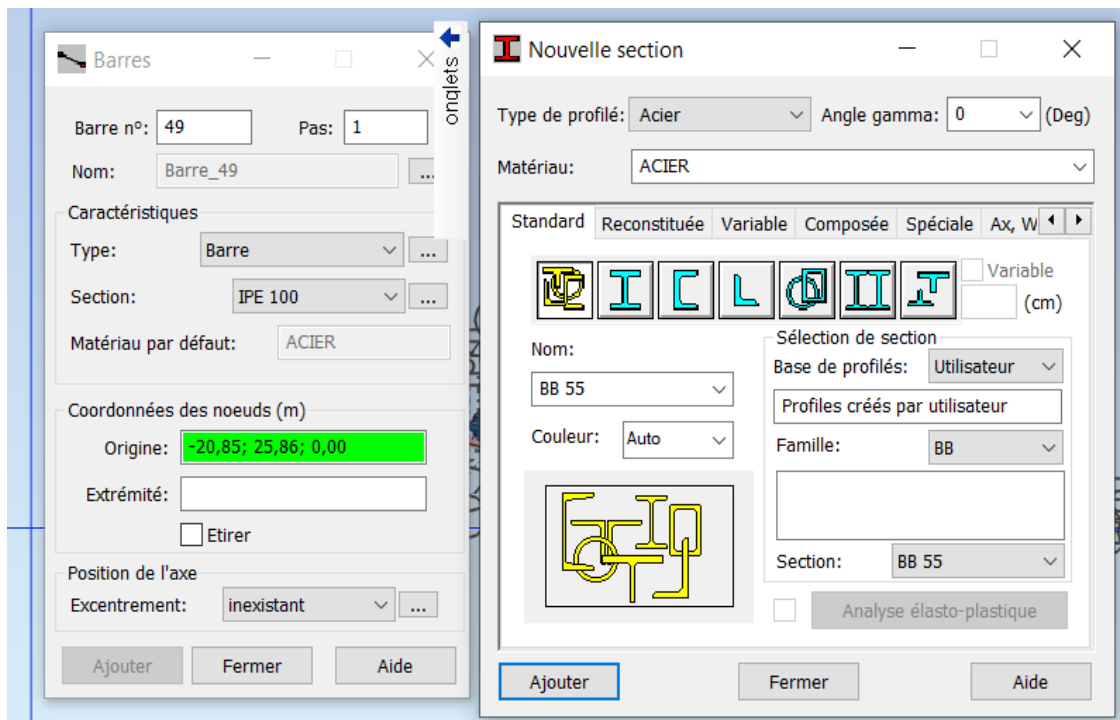 Barres
onglets
Barre n°: 49 Pas: 1
Nom: Barre_49 ...
Caractéristiques
Type: Barre ...
Section: IPE 100 ...
Matériau par défaut: ACIER
Coordonnées des noeuds (m)
Origine: -20,85; 25,86; 0,00
Extrémité:
Etirer
Position de l'axe
Excentrement: inexistant ...
Ajouter Fermer Aide
Nouvelle section
Type de profilé: Acier Angle gamma: 0 (Deg)
Matériau: ACIER
Standard Reconstituée Variable Composée Spéciale Ax, W
Variable
(cm)
Nom:
BB 55
Couleur: Auto
Sélection de section
Base de profilés: Utilisateur
Profiles créés par utilisateur
Famille: BB
Section: BB 55
Analyse élasto-plastique
Ajouter Fermer Aide